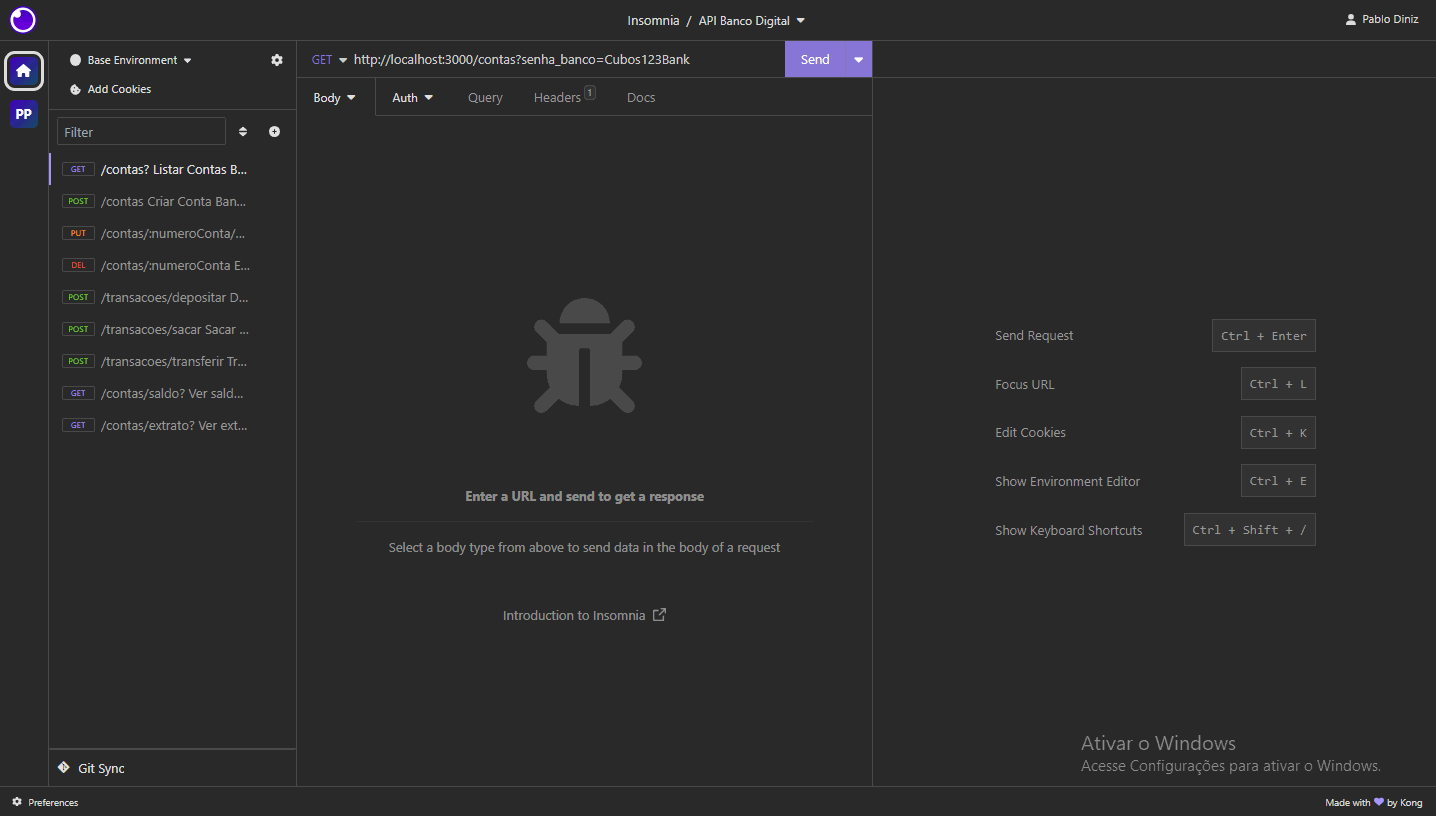 Insomnia / API Banco Digital
Pablo Diniz
PP
Base Environment
Add Cookies
Filter
GET /contas? Listar Contas B...
POST /contas Criar Conta Ban...
PUT /contas/:numeroConta/...
DEL /contas/:numeroConta E...
POST /transacoes/depositar D...
POST /transacoes/sacar Sacar ...
POST /transacoes/transferir Tr...
GET /contas/saldo? Ver sald...
GET /contas/extrato? Ver ext...
Git Sync
Preferences
GET http://localhost:3000/contas?senha_banco=Cubos123Bank
Send
Body Auth Query Headers 1 Docs
Enter a URL and send to get a response
Select a body type from above to send data in the body of a request
Introduction to Insomnia
Send Request Ctrl + Enter
Focus URL Ctrl + L
Edit Cookies Ctrl + K
Show Environment Editor Ctrl + E
Show Keyboard Shortcuts Ctrl + Shift + /
Ativar o Windows
Acesse Configurações para ativar o Windows.
Made with by Kong